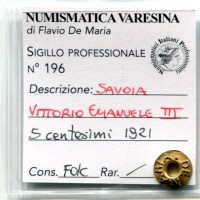 NUMISMATICA VARESINA
di Flavio De Maria
SIGILLO PROFESSIONALE
N° 196
Descrizione: SAVOIA
VITTORIO EMANUELE III
5 centesimi 1921
Cons. FDC Rar. /